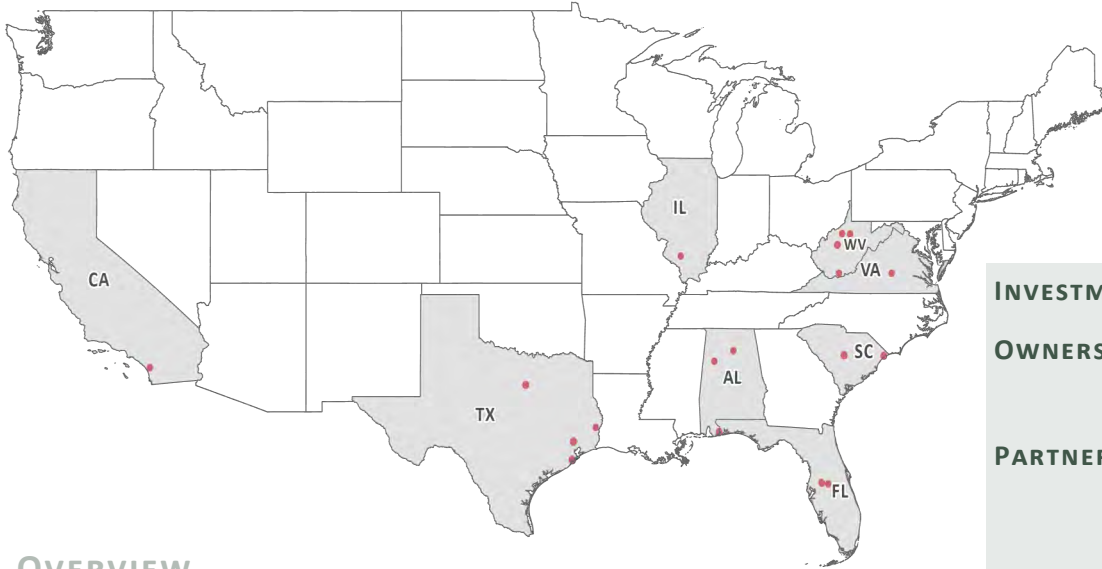 IL
WV
VA
CA
INVESTM
SC
OWNERS
AL
TX
PARTNER
FL
OVERVIEW